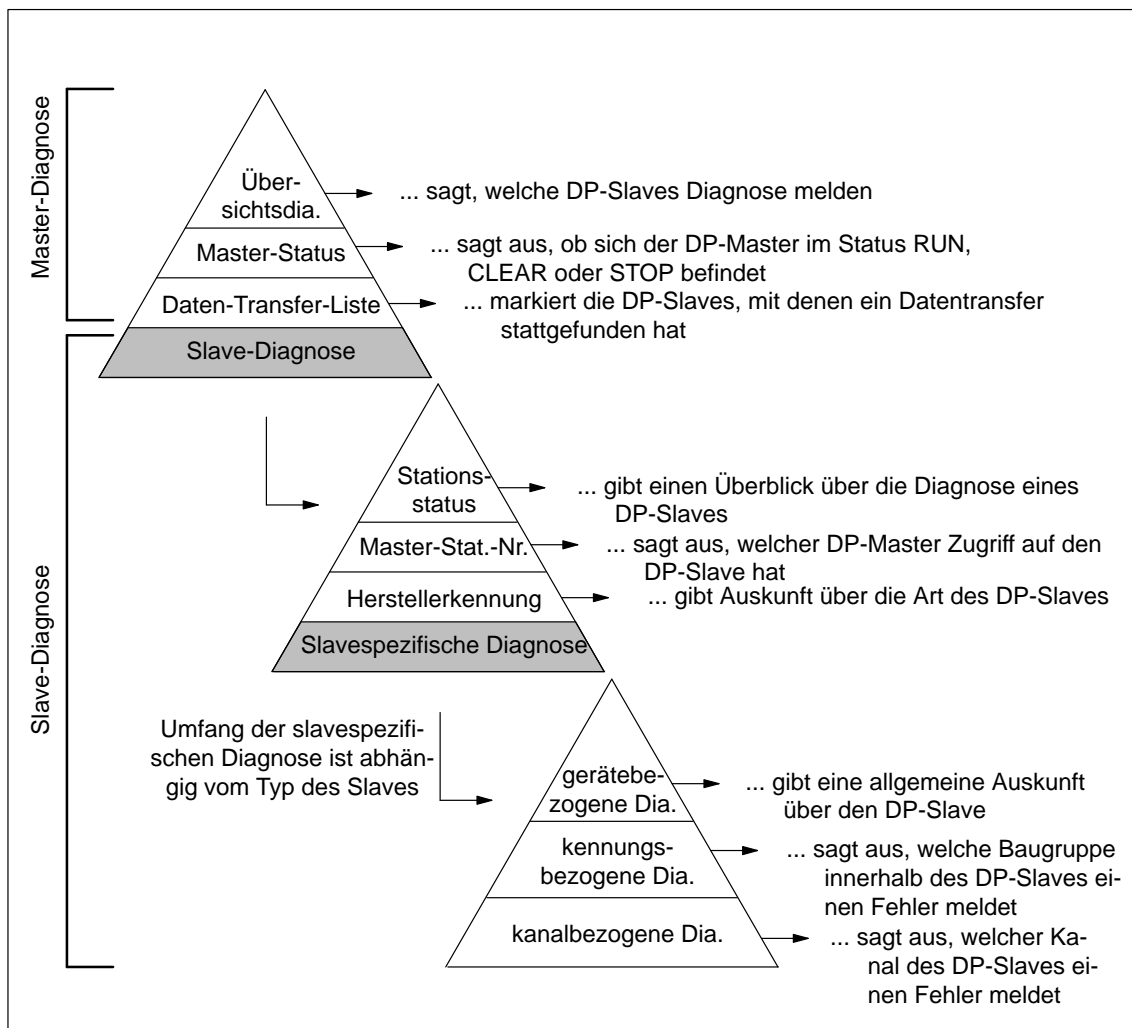 Master-Diagnose
Über-
sichtsdia.
... sagt, welche DP-Slaves Diagnose melden
Master-Status
... sagt aus, ob sich der DP-Master im Status RUN,
CLEAR oder STOP befindet
Daten-Transfer-Liste
... markiert die DP-Slaves, mit denen ein Datentransfer
stattgefunden hat
Slave-Diagnose
Slave-Diagnose
Stations-
status
... gibt einen Überblick über die Diagnose eines
DP-Slaves
Master-Stat.-Nr.
... sagt aus, welcher DP-Master Zugriff auf den
DP-Slave hat
Herstellerkennung
... gibt Auskunft über die Art des DP-Slaves
Slavespezifische Diagnose
Umfang der slavespezifi-
schen Diagnose ist abhän-
gig vom Typ des Slaves
gerätebe-
zogene Dia.
... gibt eine allgemeine Auskunft
über den DP-Slave
kennungs-
bezogene Dia.
... sagt aus, welche Baugruppe
innerhalb des DP-Slaves ei-
nen Fehler meldet
kanalbezogene Dia.
... sagt aus, welcher Ka-
nal des DP-Slaves ei-
nen Fehler meldet